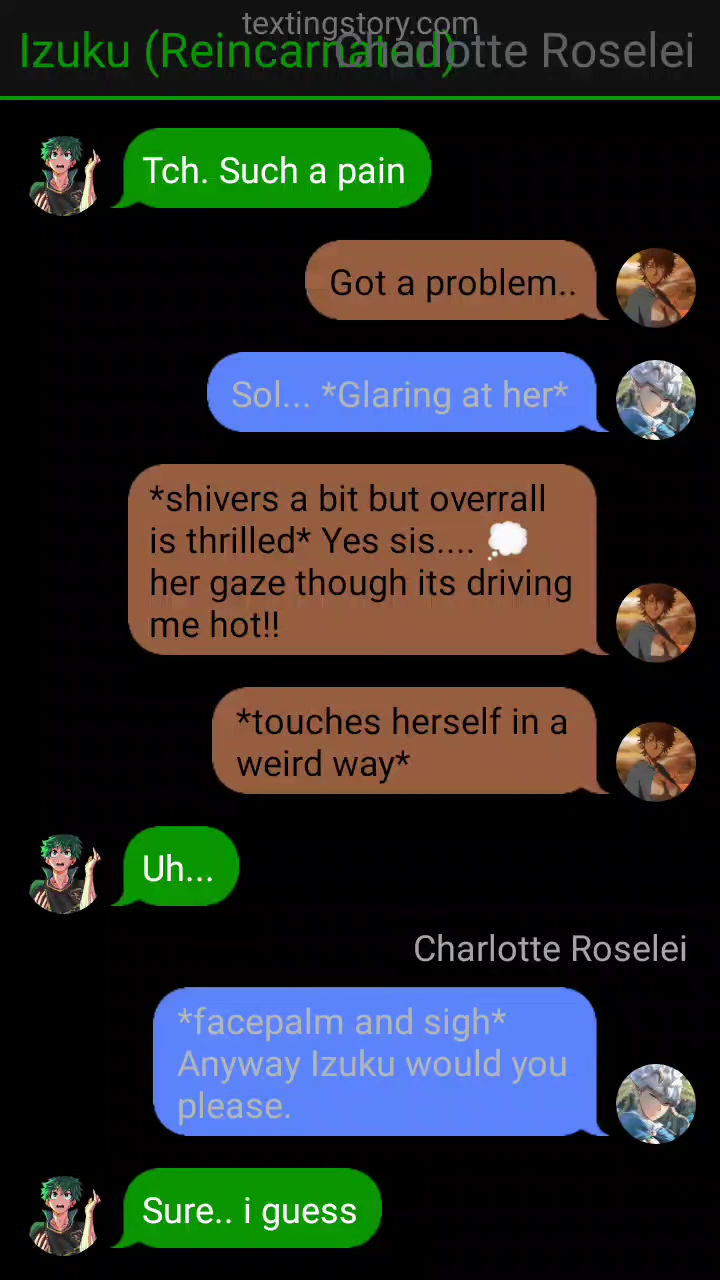 textingstory.com
Izuku (Reincarnated)
Charlotte Roselei
Tch. Such a pain
Got a problem..
Sol... *Glaring at her*
*shivers a bit but overrall
is thrilled* Yes sis.... 💭
her gaze though its driving
me hot!!
*touches herself in a
weird way*
Uh...
Charlotte Roselei
*facepalm and sigh*
Anyway Izuku would you
please.
Sure.. i guess